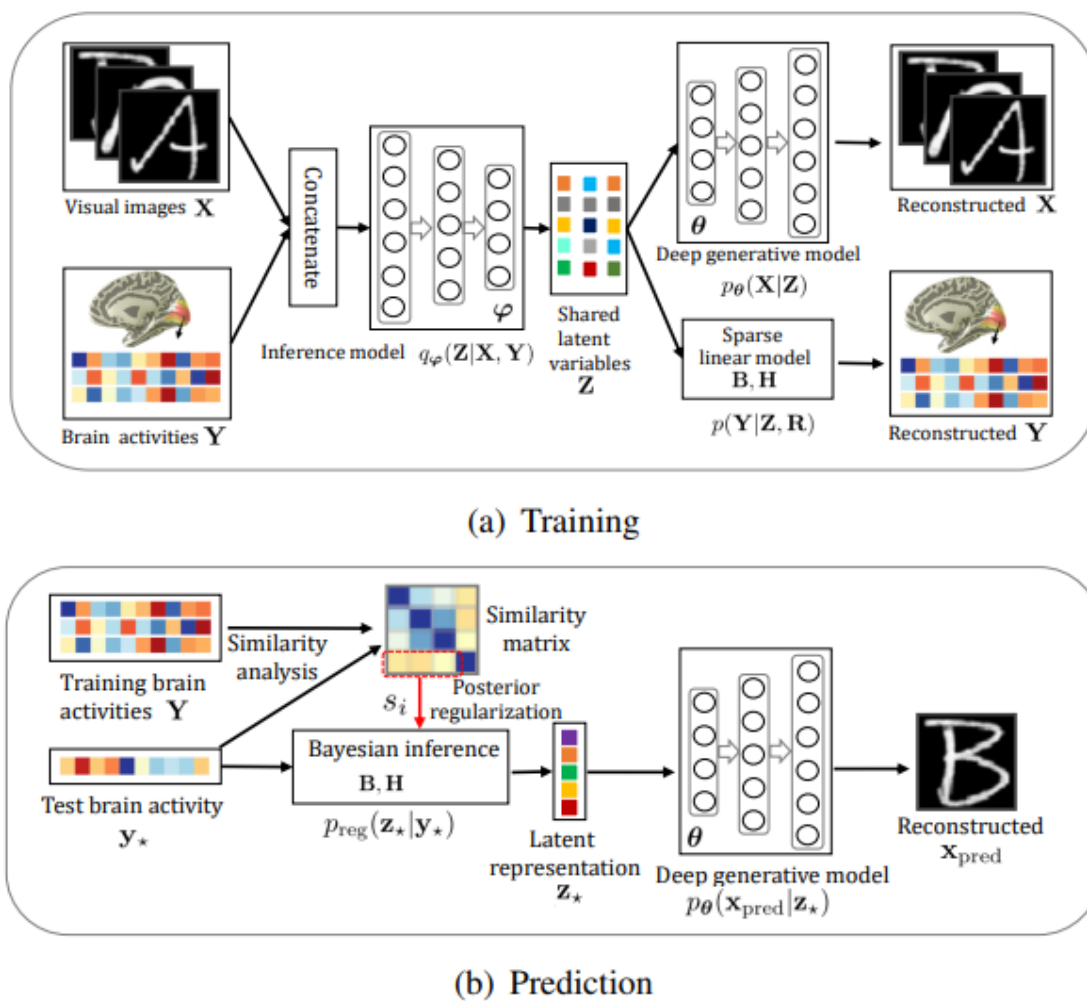 Visual images X
Brain activities Y
Concatenate
φ
Inference model q_φ(Z|X, Y)
Shared
latent
variables
Z
θ
Deep generative model
p_θ(X|Z)
Sparse
linear model
B, H
p(Y|Z, R)
A
Reconstructed X
Reconstructed Y
(a) Training
Training brain
activities Y
Similarity
analysis
Similarity
matrix
Test brain activity
y⋆
s_i
Posterior
regularization
Bayesian inference
B, H
p_reg(z⋆|y⋆)
Latent
representation
z⋆
θ
Deep generative model
p_θ(x_pred|z⋆)
B
Reconstructed
x_pred
(b) Prediction